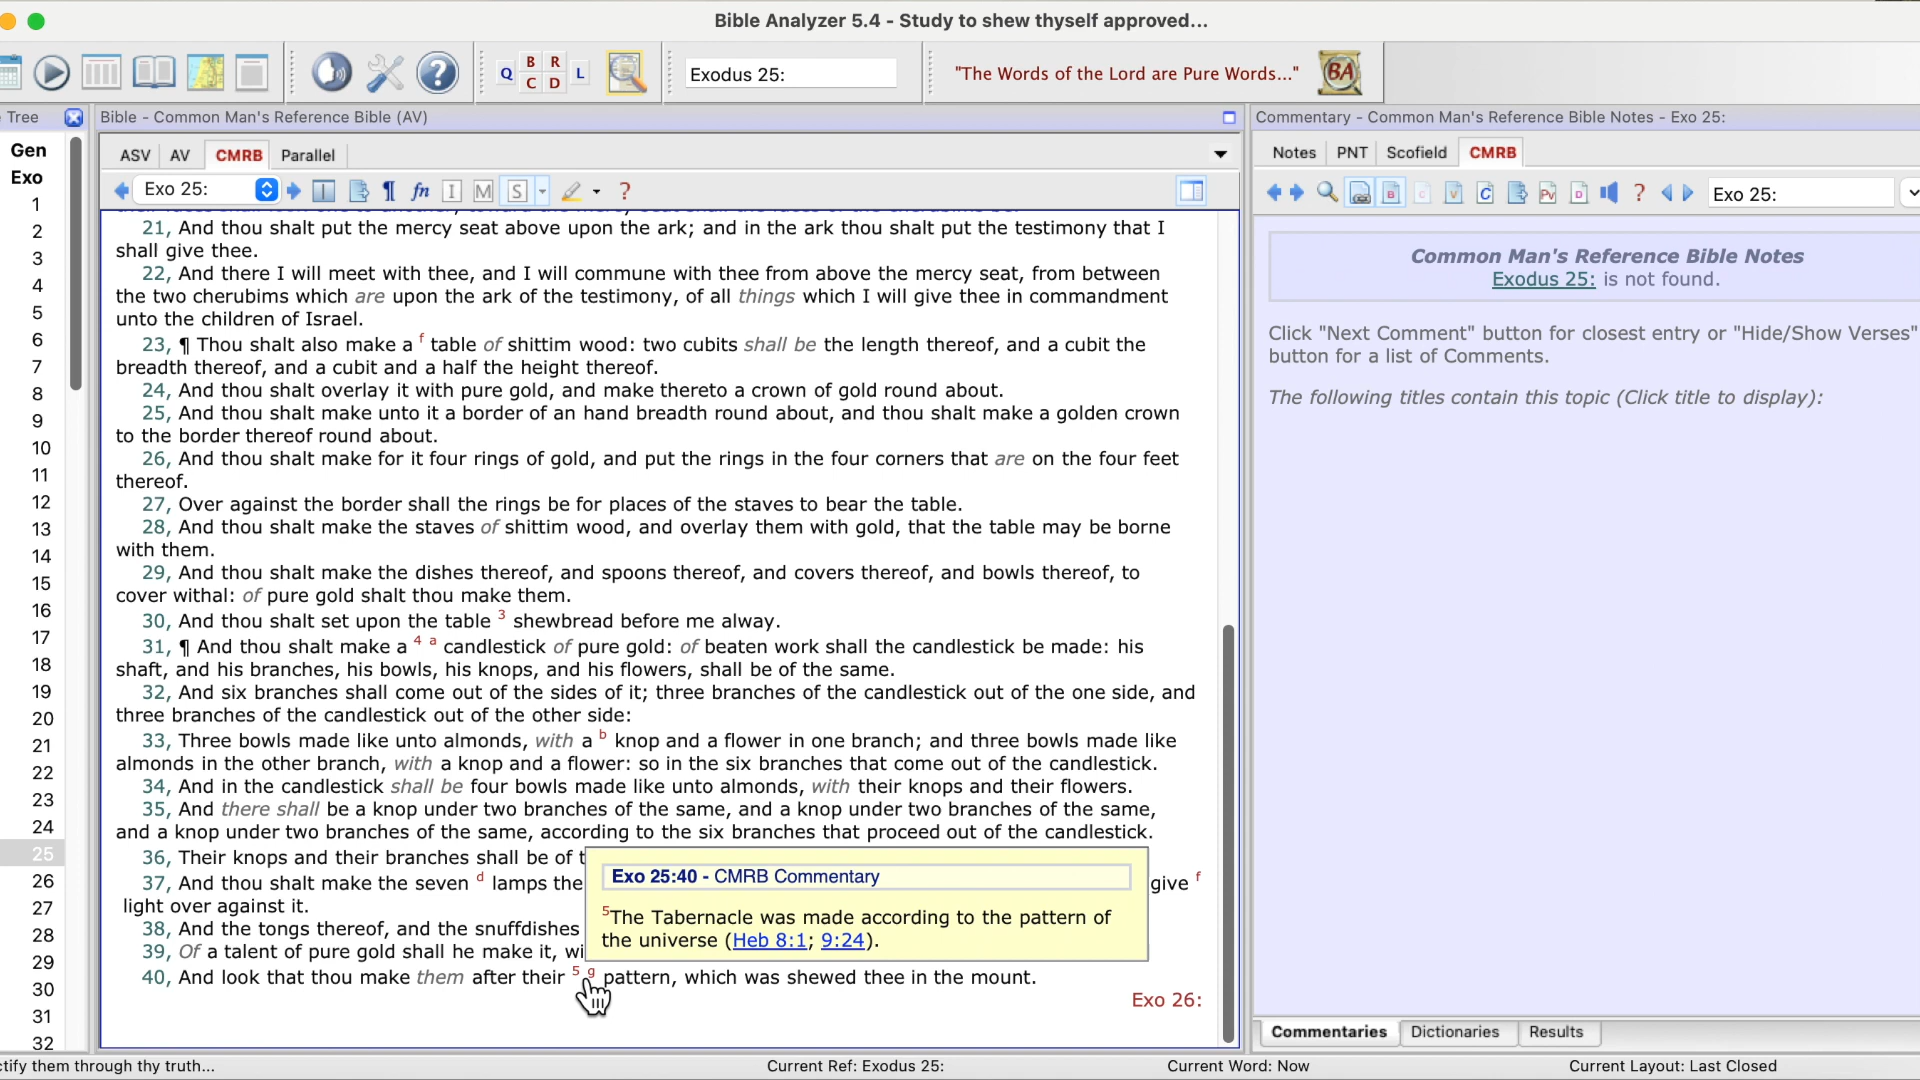 Bible Analyzer 5.4 - Study to shew thyself approved...
Q B R C D L
Exodus 25:
"The Words of the Lord are Pure Words..."
BA
Tree
Bible - Common Man's Reference Bible (AV)
Commentary - Common Man's Reference Bible Notes - Exo 25:
Gen
Exo
1
2
3
4
5
6
7
8
9
10
11
12
13
14
15
16
17
18
19
20
21
22
23
24
25
26
27
28
29
30
31
32
ASV AV CMRB Parallel
Exo 25:
¶ fn I M S ?
21, And thou shalt put the mercy seat above upon the ark; and in the ark thou shalt put the testimony that I
shall give thee.
22, And there I will meet with thee, and I will commune with thee from above the mercy seat, from between
the two cherubims which are upon the ark of the testimony, of all things which I will give thee in commandment
unto the children of Israel.
23, ¶ Thou shalt also make a f table of shittim wood: two cubits shall be the length thereof, and a cubit the
breadth thereof, and a cubit and a half the height thereof.
24, And thou shalt overlay it with pure gold, and make thereto a crown of gold round about.
25, And thou shalt make unto it a border of an hand breadth round about, and thou shalt make a golden crown
to the border thereof round about.
26, And thou shalt make for it four rings of gold, and put the rings in the four corners that are on the four feet
thereof.
27, Over against the border shall the rings be for places of the staves to bear the table.
28, And thou shalt make the staves of shittim wood, and overlay them with gold, that the table may be borne
with them.
29, And thou shalt make the dishes thereof, and spoons thereof, and covers thereof, and bowls thereof, to
cover withal: of pure gold shalt thou make them.
30, And thou shalt set upon the table 3 shewbread before me alway.
31, ¶ And thou shalt make a 4 a candlestick of pure gold: of beaten work shall the candlestick be made: his
shaft, and his branches, his bowls, his knops, and his flowers, shall be of the same.
32, And six branches shall come out of the sides of it; three branches of the candlestick out of the one side, and
three branches of the candlestick out of the other side:
33, Three bowls made like unto almonds, with a b knop and a flower in one branch; and three bowls made like
almonds in the other branch, with a knop and a flower: so in the six branches that come out of the candlestick.
34, And in the candlestick shall be four bowls made like unto almonds, with their knops and their flowers.
35, And there shall be a knop under two branches of the same, and a knop under two branches of the same,
and a knop under two branches of the same, according to the six branches that proceed out of the candlestick.
36, Their knops and their branches shall be of
37, And thou shalt make the seven d lamps the give f
light over against it.
38, And the tongs thereof, and the snuffdishes
39, Of a talent of pure gold shall he make it,
40, And look that thou make them after their 5 g pattern, which was shewed thee in the mount.
Exo 26:
Exo 25:40 - CMRB Commentary
5The Tabernacle was made according to the pattern of
the universe (Heb 8:1; 9:24).
Notes PNT Scofield CMRB
B C V C Pv D ? Exo 25:
Common Man's Reference Bible Notes
Exodus 25: is not found.
Click "Next Comment" button for closest entry or "Hide/Show Verses"
button for a list of Comments.
The following titles contain this topic (Click title to display):
Commentaries Dictionaries Results
them through thy truth...
Current Ref: Exodus 25:
Current Word: Now
Current Layout: Last Closed